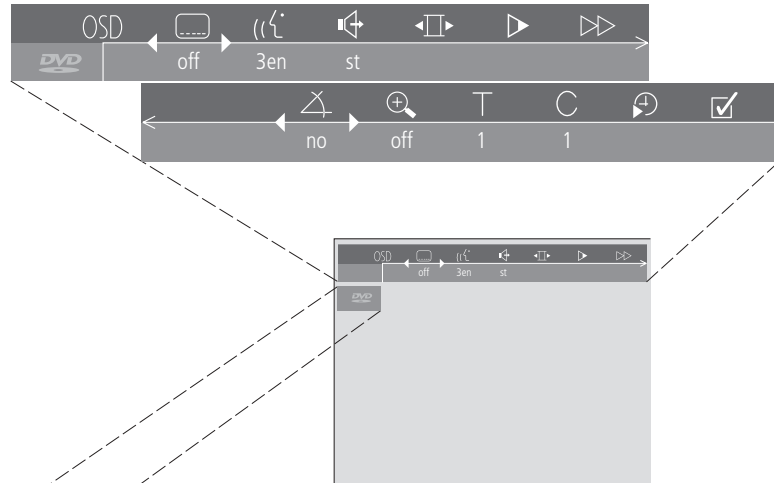 OSD
DVD off 3en st
T C
no off 1 1
OSD
off 3en st
DVD